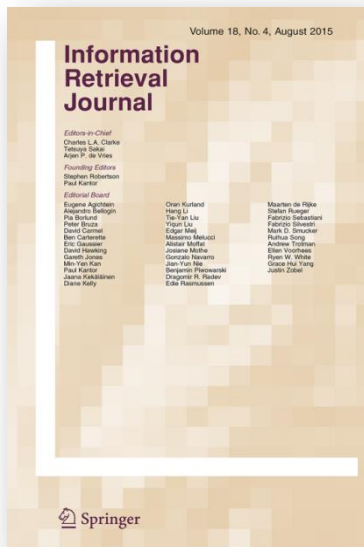 Volume 18, No. 4, August 2015
Information
Retrieval
Journal
Editors-in-Chief
Charles L.A. Clarke
Tetsuya Sakai
Arjen P. de Vries
Founding Editors
Stephen Robertson
Paul Kantor
Editorial Board
Eugene Agichtein
Alejandro Bellogín
Pia Borlund
Peter Bruza
David Carmel
Ben Carterette
Eric Gaussier
David Hawking
Gareth Jones
Min-Yen Kan
Paul Kantor
Jaana Kekäläinen
Diane Kelly
Oran Kurland
Hang Li
Tie-Yan Liu
Yiqun Liu
Edgar Meij
Massimo Melucci
Alistair Moffat
Josiane Mothe
Gonzalo Navarro
Jian-Yun Nie
Benjamin Piwowarski
Dragomir R. Radev
Edie Rasmussen
Maarten de Rijke
Stefan Rueger
Fabrizio Sebastiani
Fabrizio Silvestri
Mark D. Smucker
Ruihua Song
Andrew Trotman
Ellen Voorhees
Ryen W. White
Grace Hui Yang
Justin Zobel
Springer